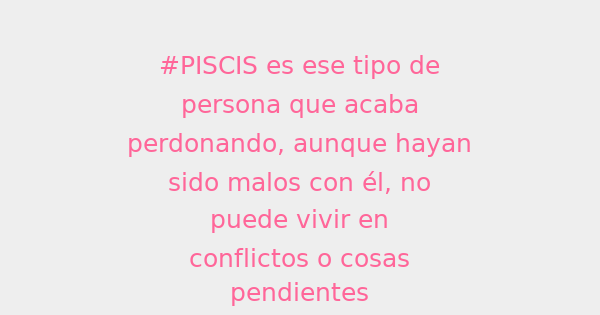 #PISCIS es ese tipo de
persona que acaba
perdonando, aunque hayan
sido malos con él, no
puede vivir en
conflictos o cosas
pendientes